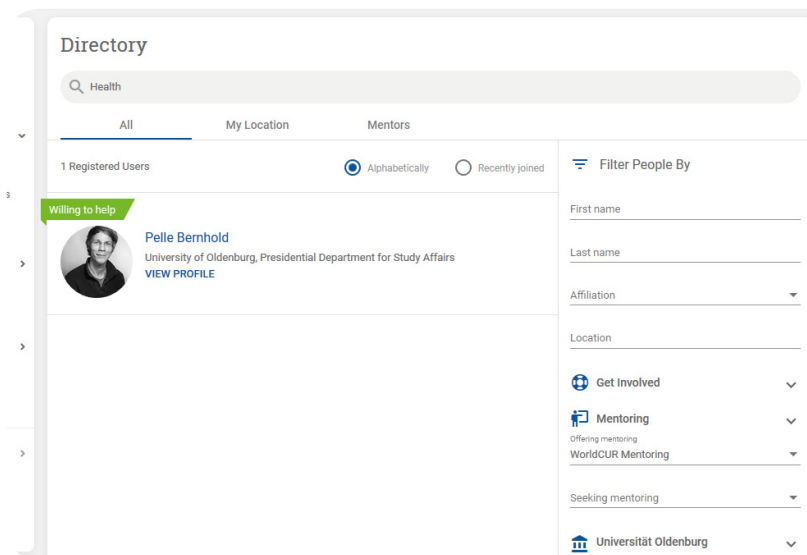 Directory
Health
All
My Location
Mentors
1 Registered Users
Alphabetically
Recently joined
Willing to help
Pelle Bernhold
University of Oldenburg, Presidential Department for Study Affairs
VIEW PROFILE
Filter People By
First name
Last name
Affiliation
Location
Get Involved
Mentoring
Offering mentoring
WorldCUR Mentoring
Seeking mentoring
Universität Oldenburg
s